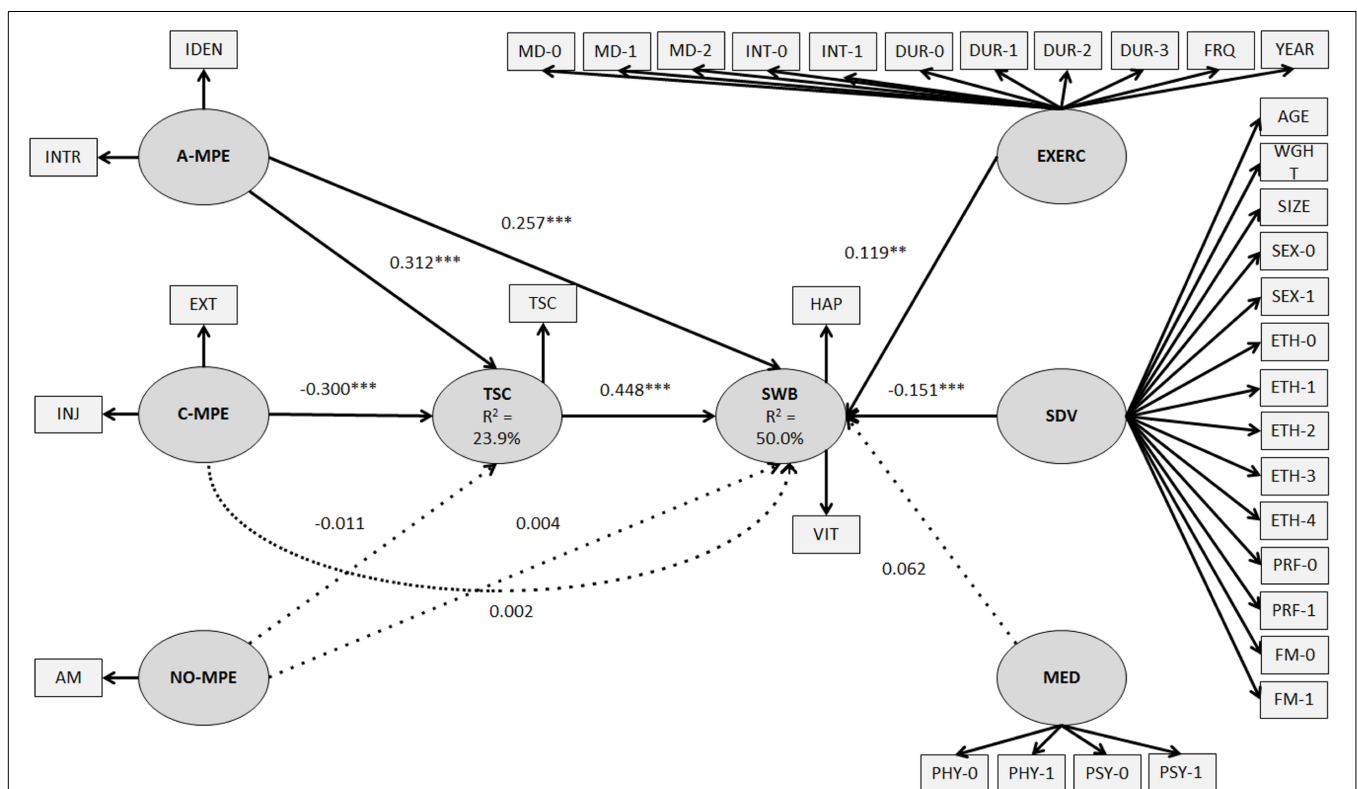 IDEN
MD-0
MD-1
MD-2
INT-0
INT-1
DUR-0
DUR-1
DUR-2
DUR-3
FRQ
YEAR
INTR
A-MPE
EXERC
AGE
WGH
T
SIZE
SEX-0
SEX-1
ETH-0
ETH-1
ETH-2
ETH-3
ETH-4
PRF-0
PRF-1
FM-0
FM-1
0.257***
0.312***
0.119**
EXT
TSC
HAP
INJ
C-MPE
-0.300***
TSC
R² =
23.9%
0.448***
SWB
R² =
50.0%
-0.151***
SDV
VIT
-0.011
0.004
0.002
0.062
AM
NO-MPE
MED
PHY-0
PHY-1
PSY-0
PSY-1